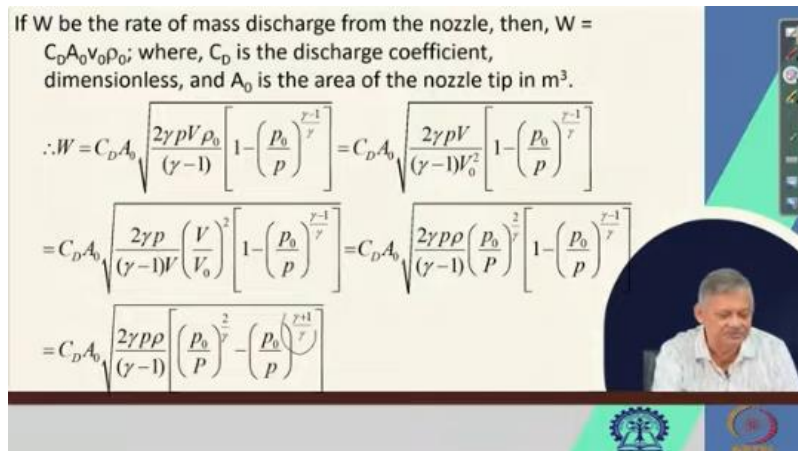 If W be the rate of mass discharge from the nozzle, then, W =
C_D A_0 v_0 ρ_0; where, C_D is the discharge coefficient,
dimensionless, and A_0 is the area of the nozzle tip in m³.
∴W = C_D A_0 √( (2γpVρ_0)/(γ−1) [1−(p_0/p)^((γ−1)/γ)] ) = C_D A_0 √( (2γpV)/((γ−1)V_0²) [1−(p_0/p)^((γ−1)/γ)] )
= C_D A_0 √( (2γp)/((γ−1)V) (V/V_0)² [1−(p_0/p)^((γ−1)/γ)] ) = C_D A_0 √( (2γpρ)/(γ−1) (p_0/P)^(2/γ) [1−(p_0/p)^((γ−1)/γ)] )
= C_D A_0 √( (2γpρ)/(γ−1) [(p_0/P)^(2/γ) − (p_0/p)^((γ+1)/γ)] )